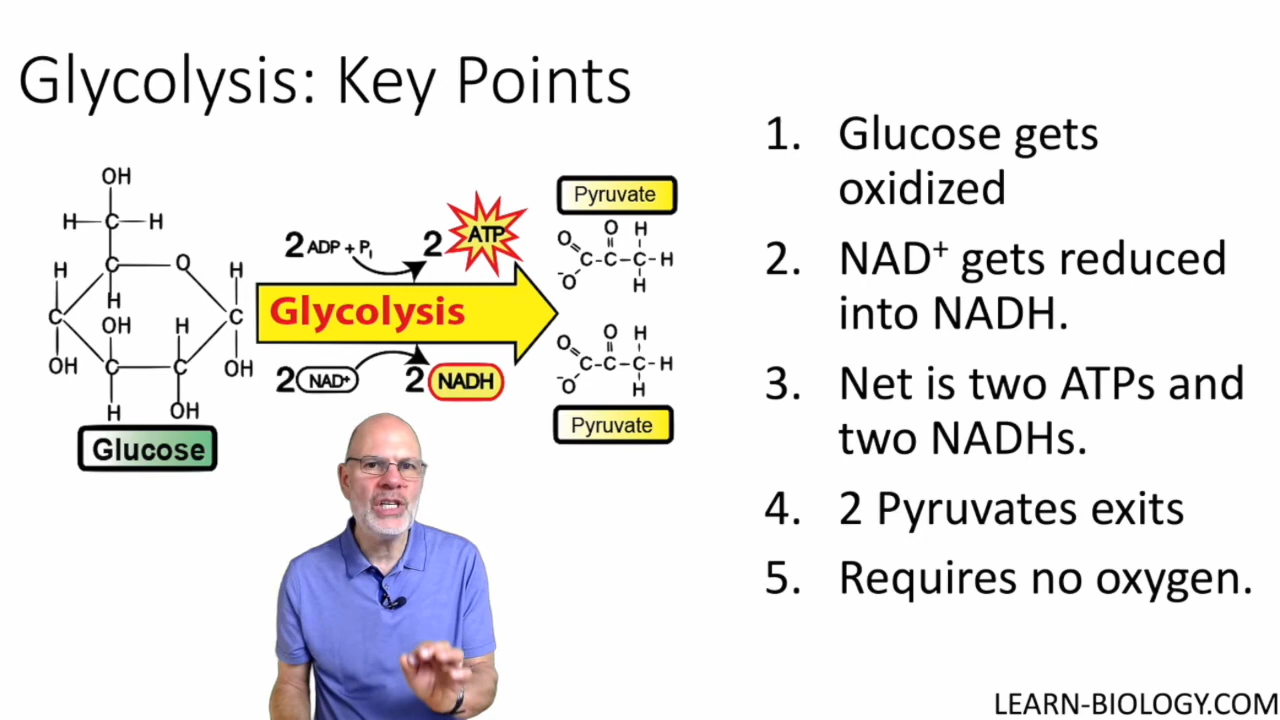 Glycolysis: Key Points
OH
H C H
H C O H
H
C OH H C
OH C C OH
H OH
Glucose
2 ADP + Pi 2 ATP
Glycolysis
2 NAD+ 2 NADH
Pyruvate
O O H
C-C-C-H
-O H
O O H
C-C-C-H
-O H
Pyruvate
1. Glucose gets
oxidized
2. NAD+ gets reduced
into NADH.
3. Net is two ATPs and
two NADHs.
4. 2 Pyruvates exits
5. Requires no oxygen.
LEARN-BIOLOGY.COM